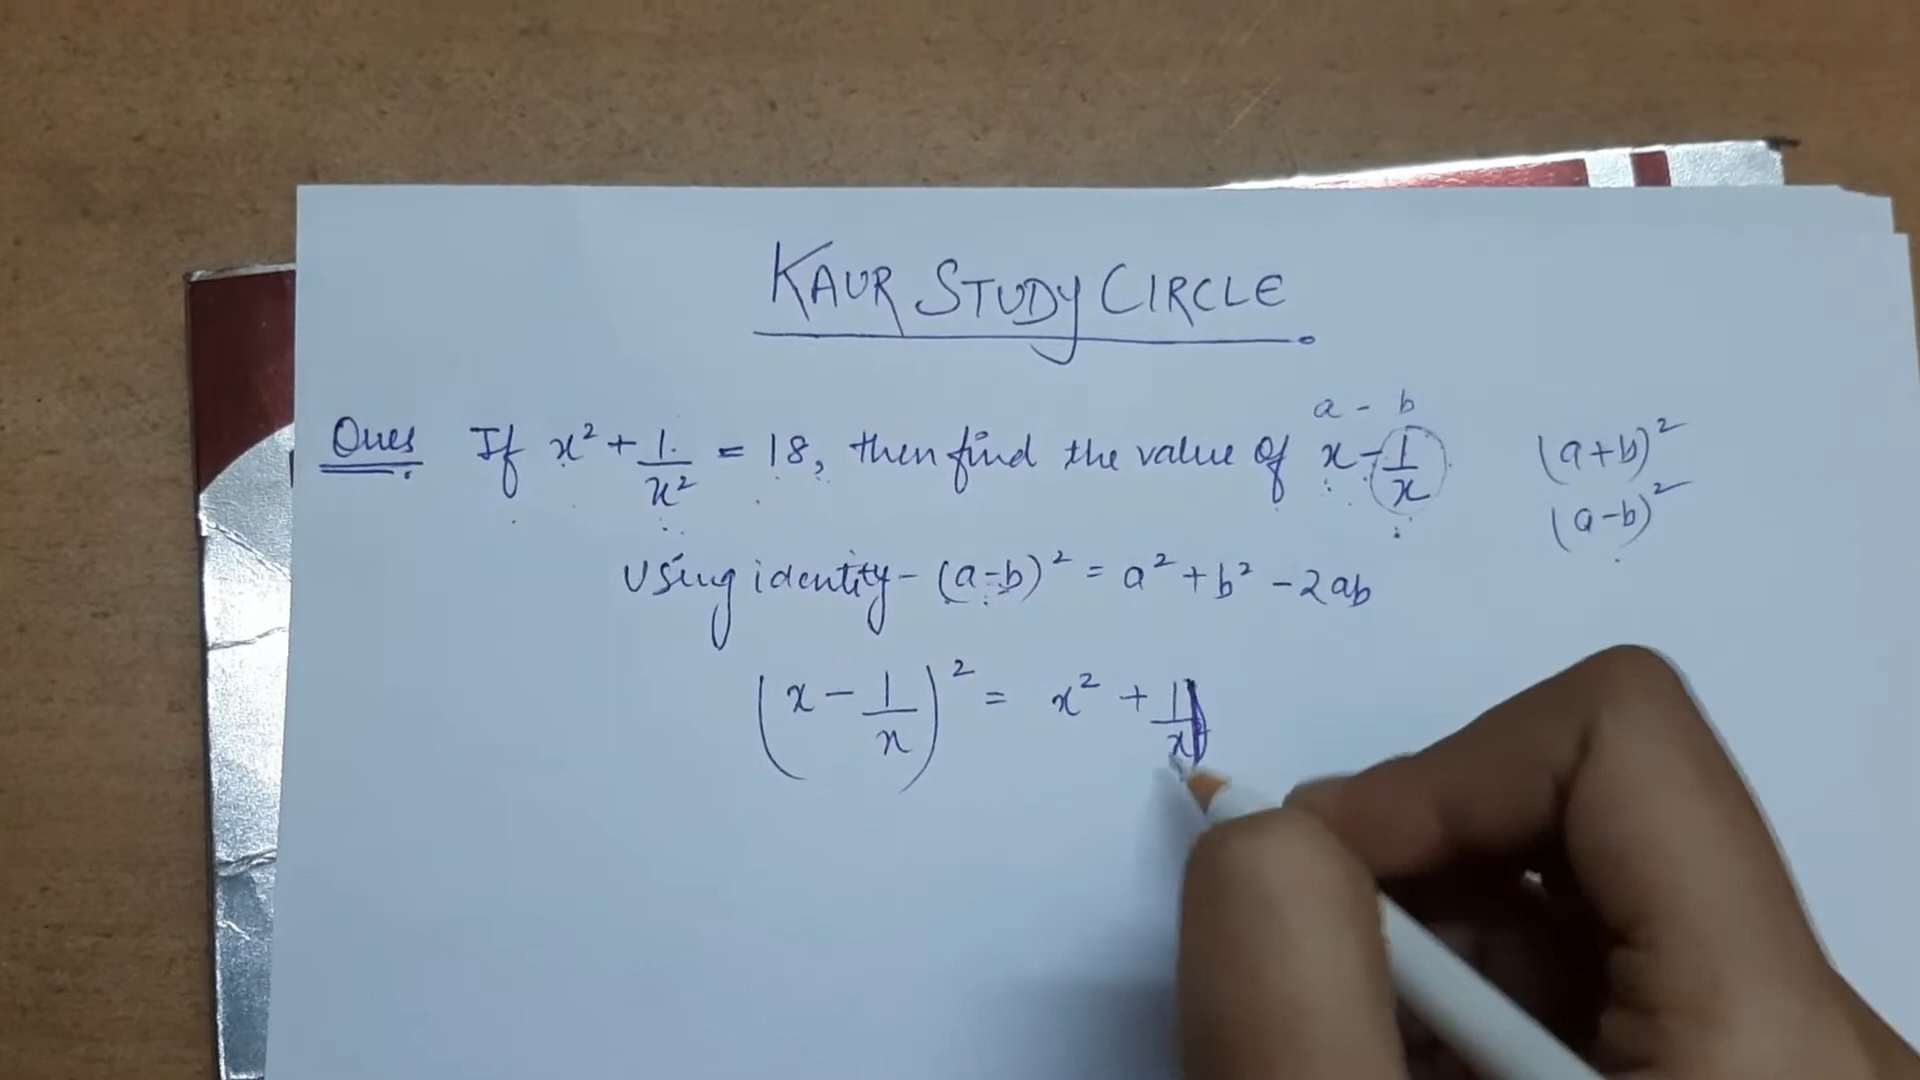 KAUR STUDY CIRCLE
a - b
Ques If x² + 1/x² = 18, then find the value of x - 1/x
(a+b)²
(a-b)²
Using identity - (a-b)² = a² + b² - 2ab
(x - 1/x)² = x² + 1/x